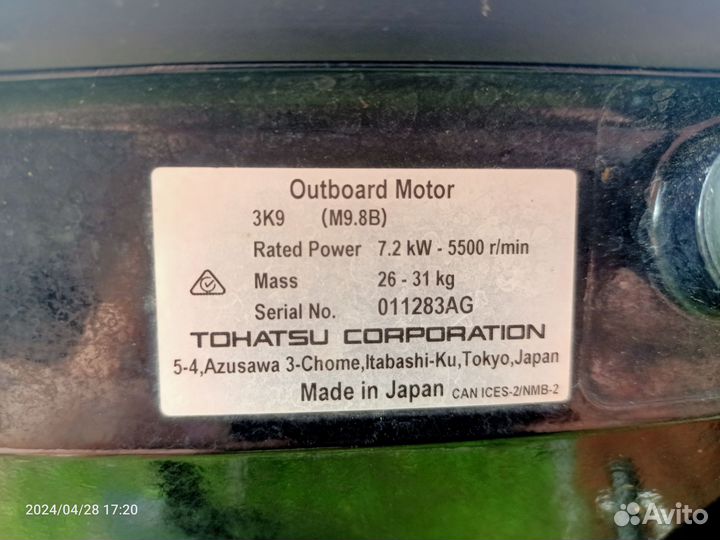 Outboard Motor
3K9 (M9.8B)
Rated Power 7.2 kW - 5500 r/min
Mass 26 - 31 kg
Serial No. 011283AG
TOHATSU CORPORATION
5-4,Azusawa 3-Chome,Itabashi-Ku,Tokyo,Japan
Made in Japan CAN ICES-2/NMB-2
2024/04/28 17:20
Avito